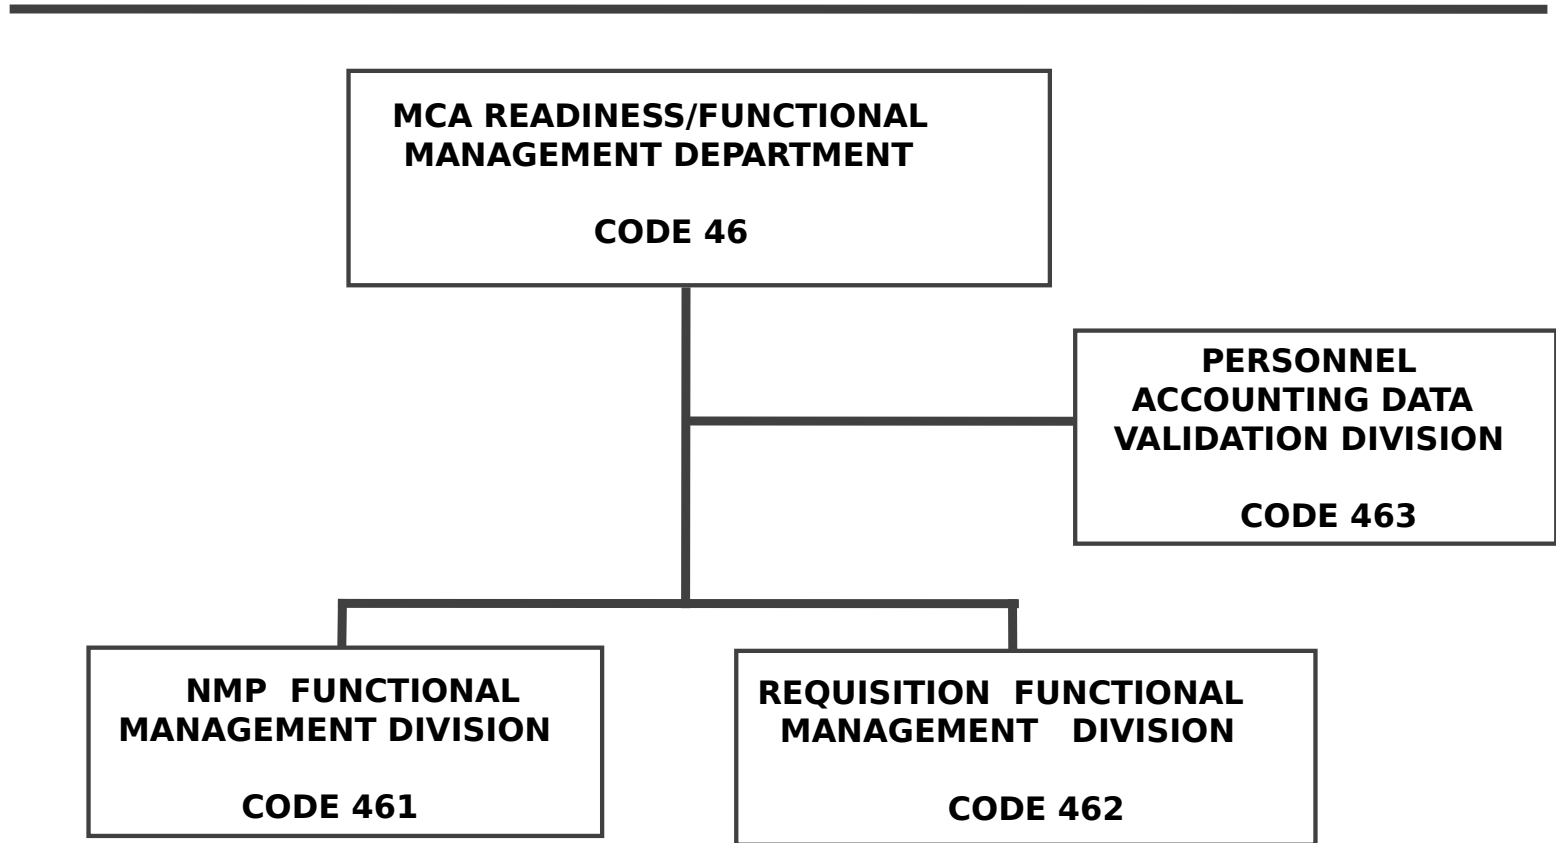 MCA READINESS/FUNCTIONAL
MANAGEMENT DEPARTMENT
CODE 46
PERSONNEL
ACCOUNTING DATA
VALIDATION DIVISION
CODE 463
NMP FUNCTIONAL
MANAGEMENT DIVISION
CODE 461
REQUISITION FUNCTIONAL
MANAGEMENT DIVISION
CODE 462